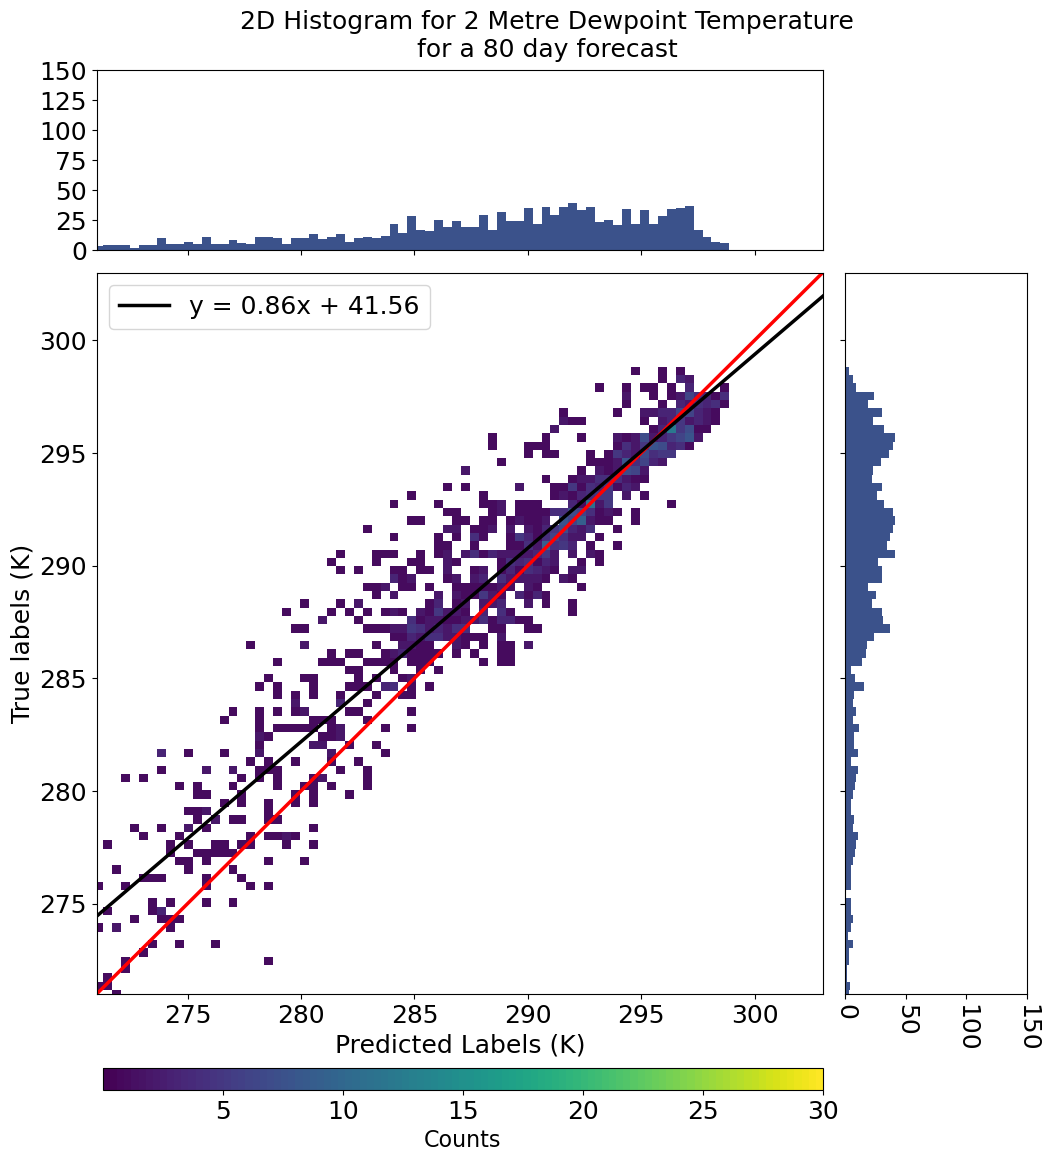 2D Histogram for 2 Metre Dewpoint Temperature
for a 80 day forecast
150
125
100
75
50
25
0
y = 0.86x + 41.56
300
295
290
285
280
275
True labels (K)
275 280 285 290 295 300
Predicted Labels (K)
0 50 100 150
5 10 15 20 25 30
Counts